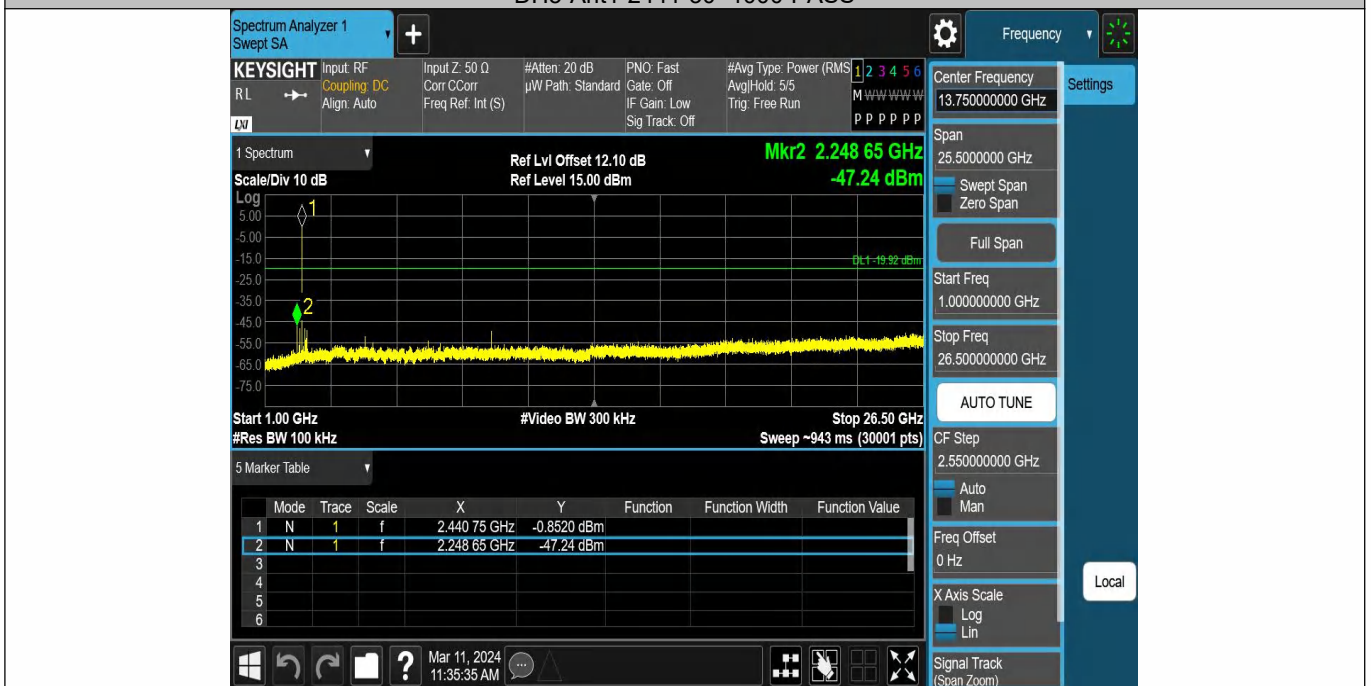 Spectrum Analyzer 1
Swept SA
+
Frequency
KEYSIGHT
RL
LXI
Input: RF
Coupling: DC
Align: Auto
Input Z: 50 Ω
Corr CCorr
Freq Ref: Int (S)
#Atten: 20 dB
µW Path: Standard
PNO: Fast
Gate: Off
IF Gain: Low
Sig Track: Off
#Avg Type: Power (RMS
Avg|Hold: 5/5
Trig: Free Run
1 2 3 4 5 6
M W W W W W
P P P P P P
1 Spectrum
Scale/Div 10 dB
Ref Lvl Offset 12.10 dB
Ref Level 15.00 dBm
Mkr2 2.248 65 GHz
-47.24 dBm
Log
5.00
-5.00
-15.0
-25.0
-35.0
-45.0
-55.0
-65.0
-75.0
1
2
DL1 -19.92 dBm
Start 1.00 GHz
#Video BW 300 kHz
Stop 26.50 GHz
#Res BW 100 kHz
Sweep ~943 ms (30001 pts)
5 Marker Table
Mode Trace Scale X Y Function Function Width Function Value
1 N 1 f 2.440 75 GHz -0.8520 dBm
2 N 1 f 2.248 65 GHz -47.24 dBm
3
4
5
6
?
Mar 11, 2024
11:35:35 AM
Center Frequency
13.750000000 GHz
Settings
Span
25.5000000 GHz
Swept Span
Zero Span
Full Span
Start Freq
1.000000000 GHz
Stop Freq
26.500000000 GHz
AUTO TUNE
CF Step
2.550000000 GHz
Auto
Man
Freq Offset
0 Hz
Local
X Axis Scale
Log
Lin
Signal Track
(Span Zoom)